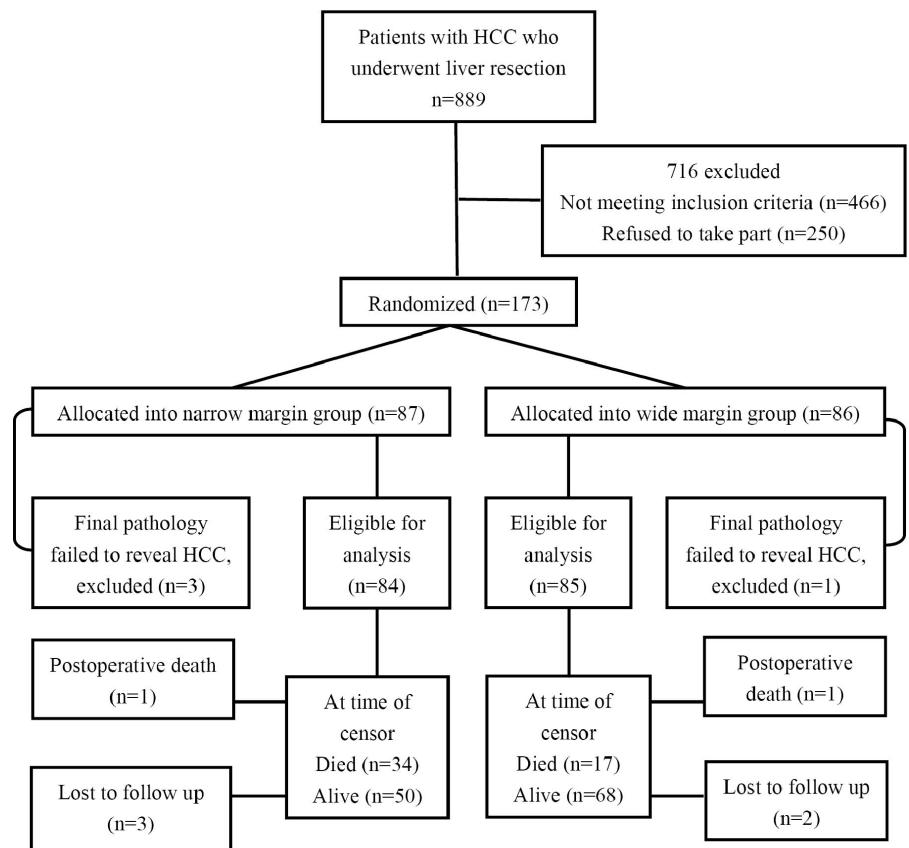 Patients with HCC who
underwent liver resection
n=889
716 excluded
Not meeting inclusion criteria (n=466)
Refused to take part (n=250)
Randomized (n=173)
Allocated into narrow margin group (n=87)
Allocated into wide margin group (n=86)
Final pathology
failed to reveal HCC,
excluded (n=3)
Eligible for
analysis
(n=84)
Eligible for
analysis
(n=85)
Final pathology
failed to reveal HCC,
excluded (n=1)
Postoperative death
(n=1)
At time of
censor
Died (n=34)
Alive (n=50)
At time of
censor
Died (n=17)
Alive (n=68)
Postoperative
death (n=1)
Lost to follow up
(n=3)
Lost to follow up
(n=2)